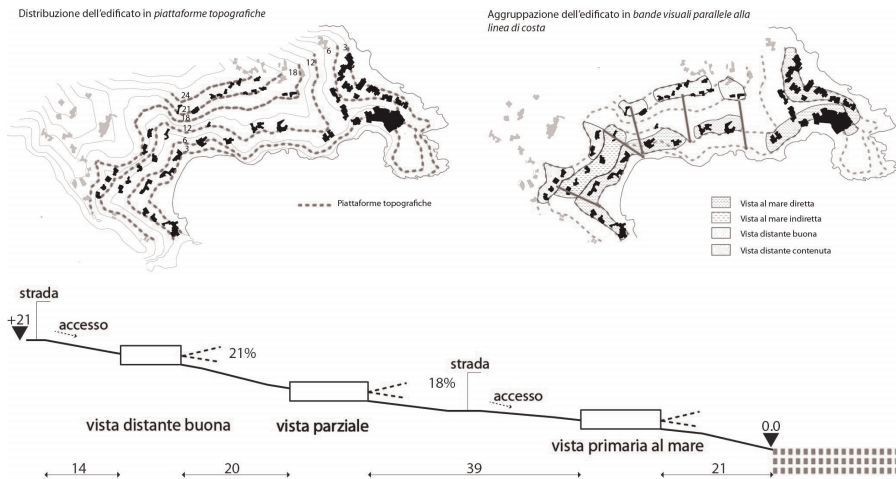 Distribuzione dell'edificato in piattaforme topografiche
24
21
18
12
6
3
18
12
6
3
Piattaforme topografiche
Aggruppazione dell'edificato in bande visuali parallele alla
linea di costa
Vista al mare diretta
Vista al mare indiretta
Vista distante buona
Vista distante contenuta
strada
+21
accesso
21%
vista distante buona
vista parziale
18%
strada
accesso
vista primaria al mare
0.0
14
20
39
21